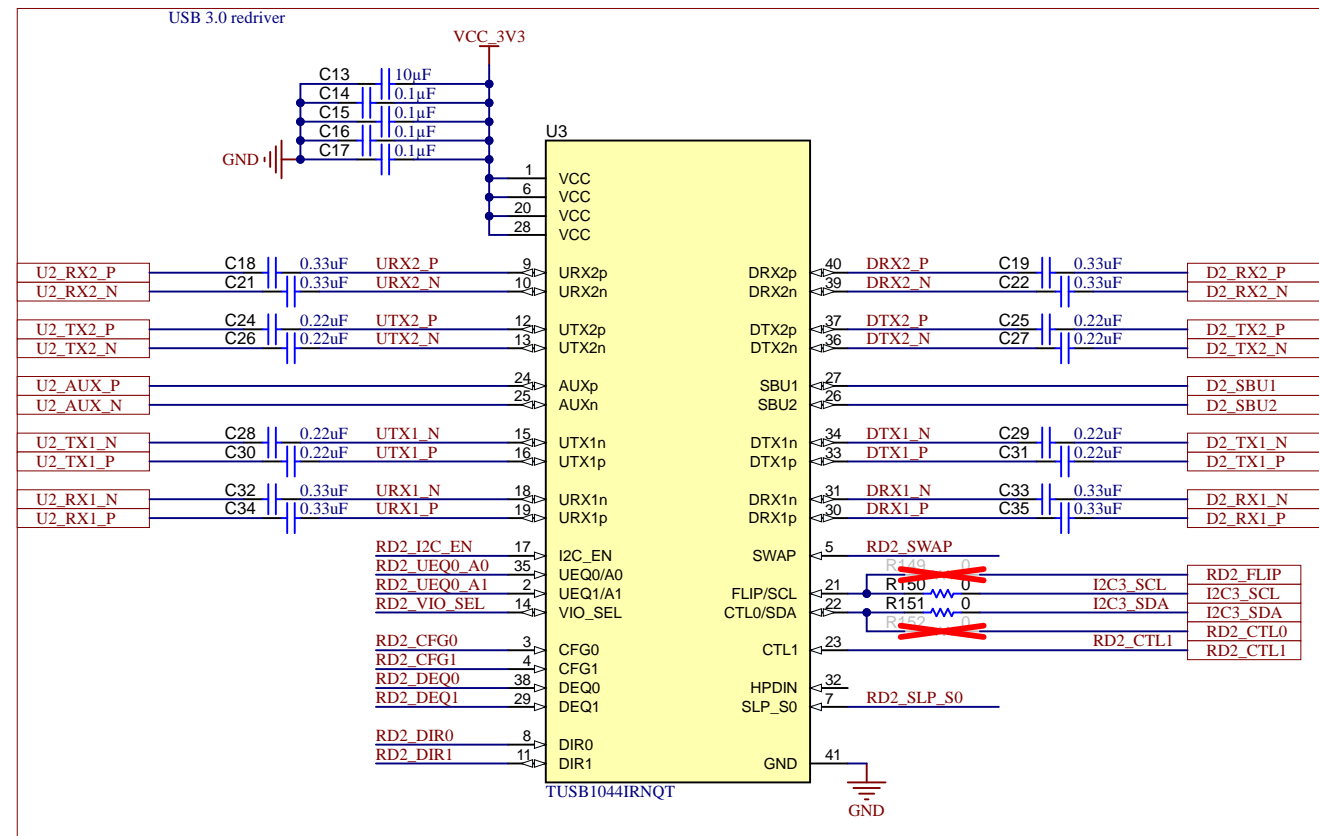 USB 3.0 redriver
VCC_3V3
C13 10µF
C14 0.1µF
C15 0.1µF
C16 0.1µF
C17 0.1µF
GND
U3
1 VCC
6 VCC
20 VCC
28 VCC
U2_RX2_P C18 0.33uF URX2_P 9 URX2p DRX2p 40 DRX2_P C19 0.33uF D2_RX2_P
U2_RX2_N C21 0.33uF URX2_N 10 URX2n DRX2n 39 DRX2_N C22 0.33uF D2_RX2_N
U2_TX2_P C24 0.22uF UTX2_P 12 UTX2p DTX2p 37 DTX2_P C25 0.22uF D2_TX2_P
U2_TX2_N C26 0.22uF UTX2_N 13 UTX2n DTX2n 36 DTX2_N C27 0.22uF D2_TX2_N
U2_AUX_P 24 AUXp SBU1 27 D2_SBU1
U2_AUX_N 25 AUXn SBU2 26 D2_SBU2
U2_TX1_N C28 0.22uF UTX1_N 15 UTX1n DTX1n 34 DTX1_N C29 0.22uF D2_TX1_N
U2_TX1_P C30 0.22uF UTX1_P 16 UTX1p DTX1p 33 DTX1_P C31 0.22uF D2_TX1_P
U2_RX1_N C32 0.33uF URX1_N 18 URX1n DRX1n 31 DRX1_N C33 0.33uF D2_RX1_N
U2_RX1_P C34 0.33uF URX1_P 19 URX1p DRX1p 30 DRX1_P C35 0.33uF D2_RX1_P
RD2_I2C_EN 17 I2C_EN SWAP 5 RD2_SWAP
RD2_UEQ0_A0 35 UEQ0/A0 R149 0 RD2_FLIP
RD2_UEQ0_A1 2 UEQ1/A1 FLIP/SCL 21 R150 0 I2C3_SCL I2C3_SCL
RD2_VIO_SEL 14 VIO_SEL CTL0/SDA 22 R151 0 I2C3_SDA I2C3_SDA
R152 0 RD2_CTL0
RD2_CFG0 3 CFG0 CTL1 23 RD2_CTL1 RD2_CTL1
RD2_CFG1 4 CFG1
RD2_DEQ0 38 DEQ0 HPDIN 32
RD2_DEQ1 29 DEQ1 SLP_S0 7 RD2_SLP_S0
RD2_DIR0 8 DIR0
RD2_DIR1 11 DIR1 GND 41
TUSB1044IRNQT
GND